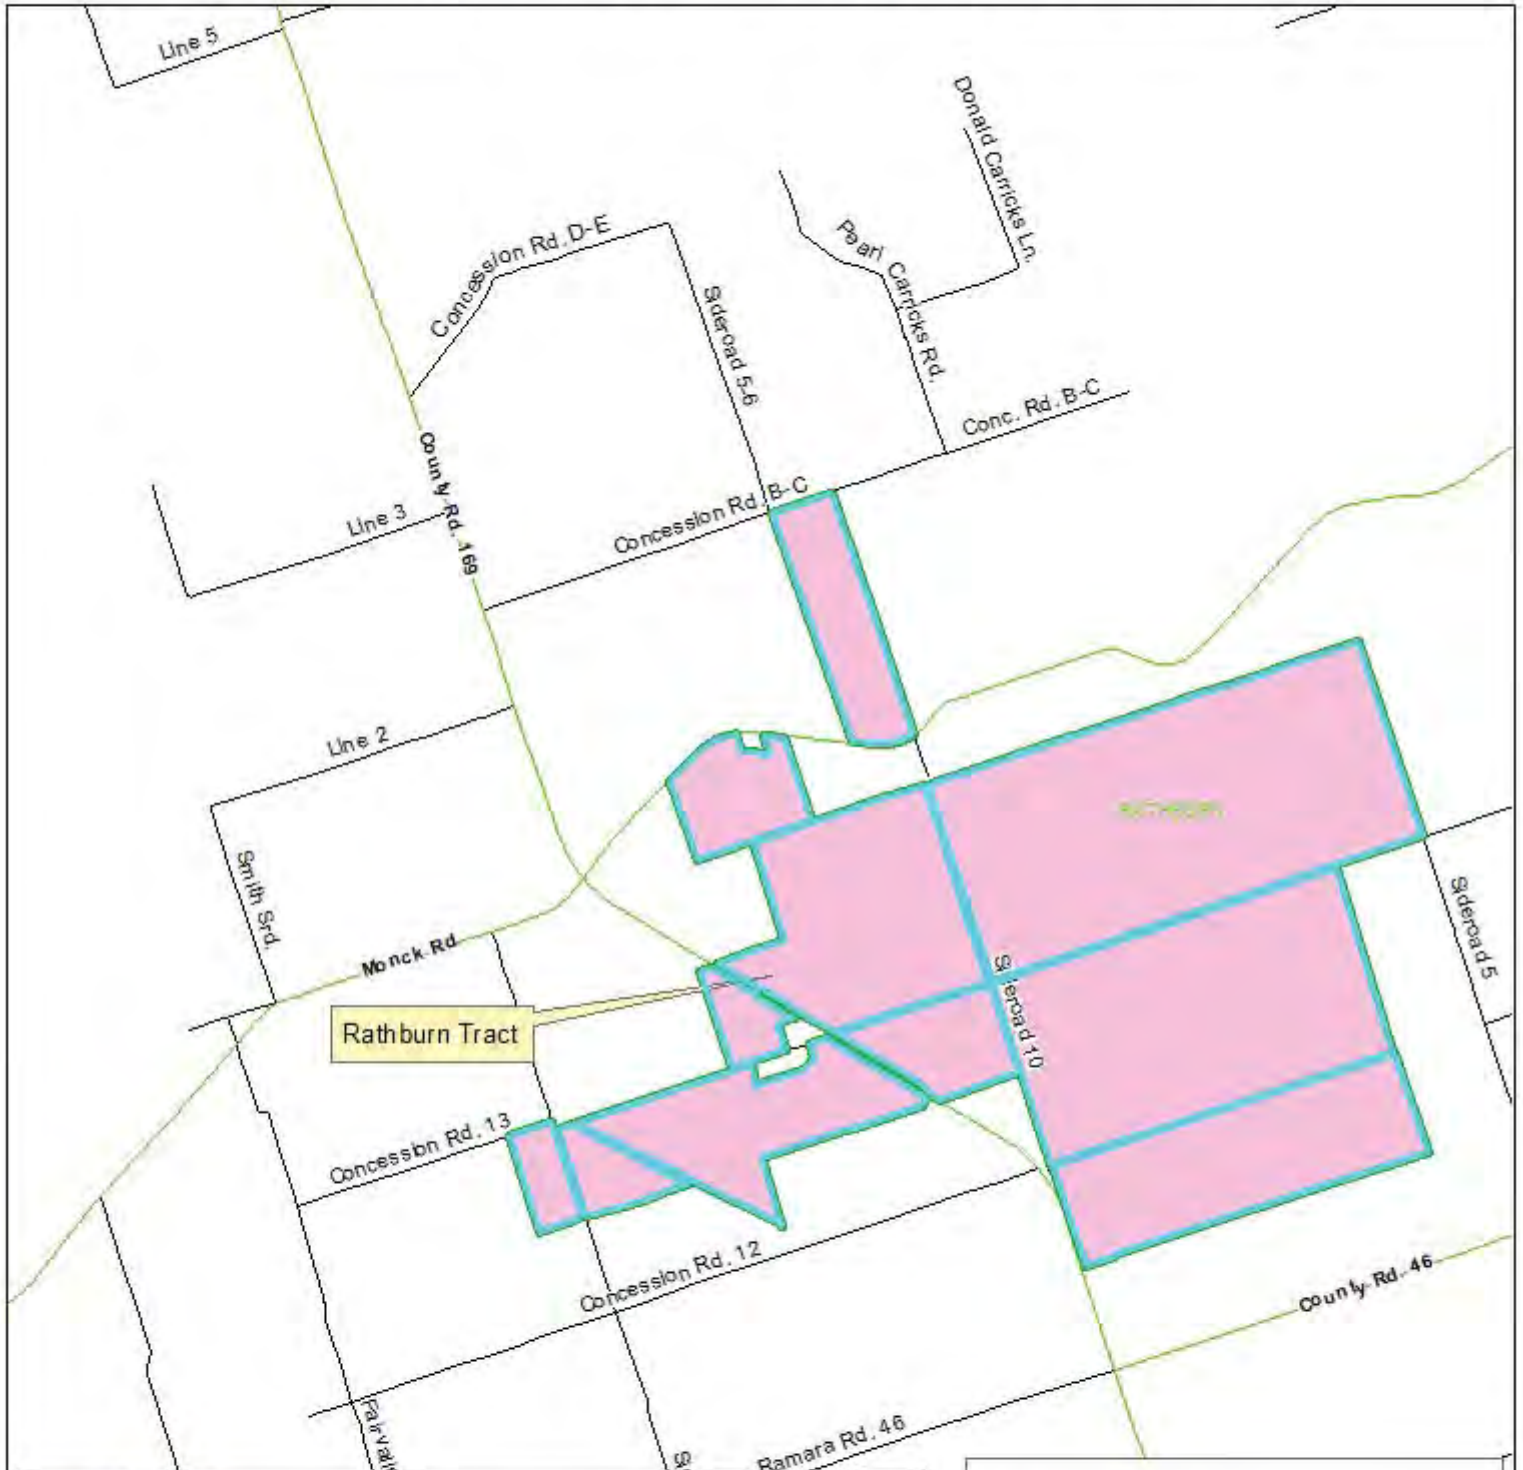 Line 5
Donald Carricks Ln.
Concession Rd. D-E
Pearl Carricks Rd.
Sideroad 5-6
Conc. Rd. B-C
County Rd. 169
Concession Rd. B-C
Line 3
Line 2
Smith Srd.
Sideroad 5
Monck Rd
Sideroad 10
Rathburn Tract
Concession Rd. 13
Concession Rd. 12
County Rd. 46
Ramara Rd. 46